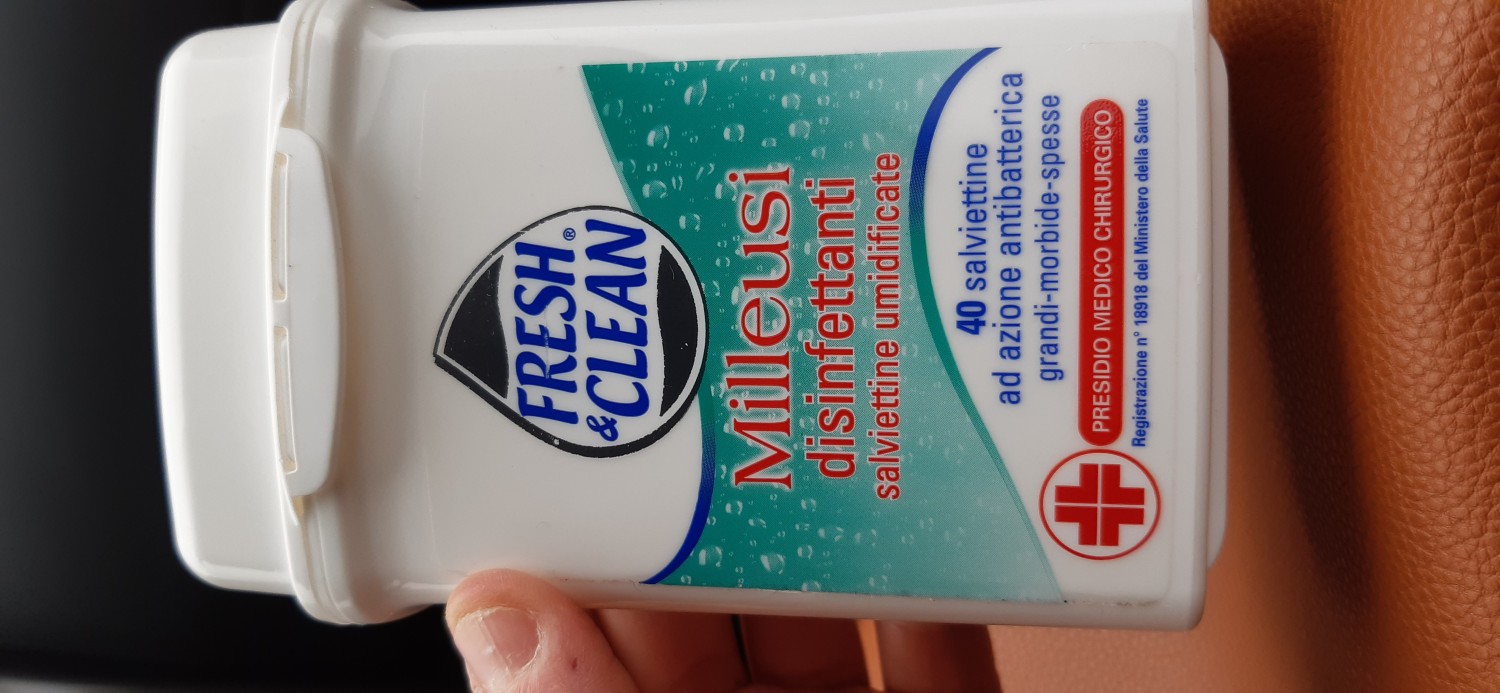 FRESH®
&CLEAN
Milleusi
disinfettanti
salviettine umidificate
40 salviettine
ad azione antibatterica
grandi-morbide-spesse
PRESIDIO MEDICO CHIRURGICO
Registrazione n° 18918 del Ministero della Salute